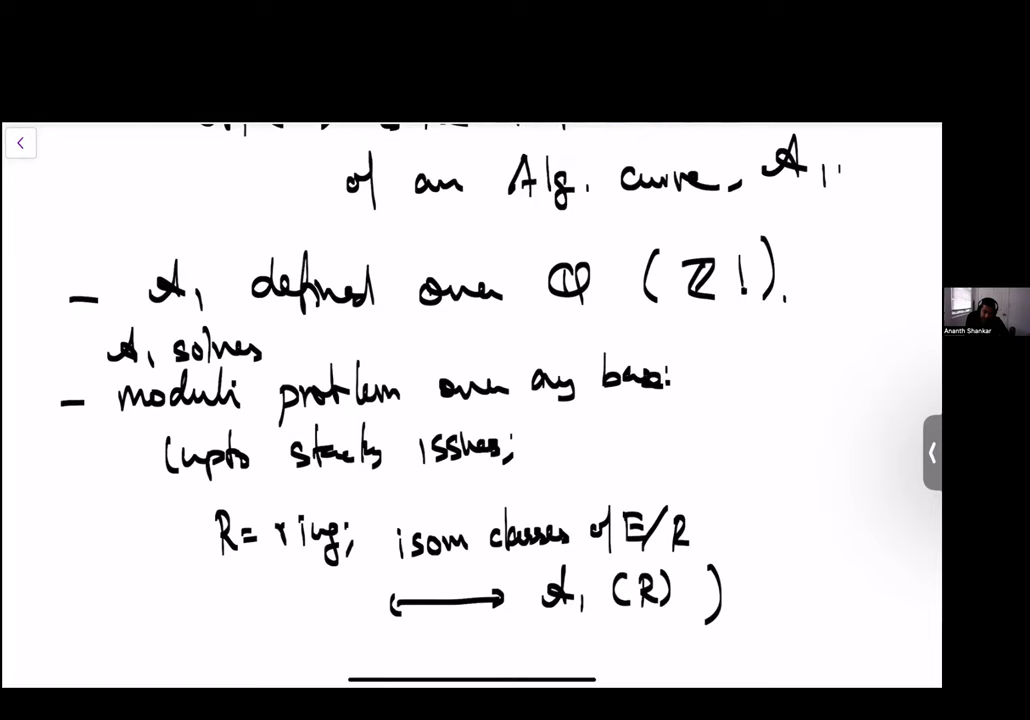 of an Alg. curve, 𝒜₁.
- 𝒜₁ defined over ℚ (ℤ!).
𝒜₁ solves
- moduli problem over any base:
(upto stacky issues;
R = ring; isom classes of E/R
⟷ 𝒜₁(R) )
Ananth Shankar